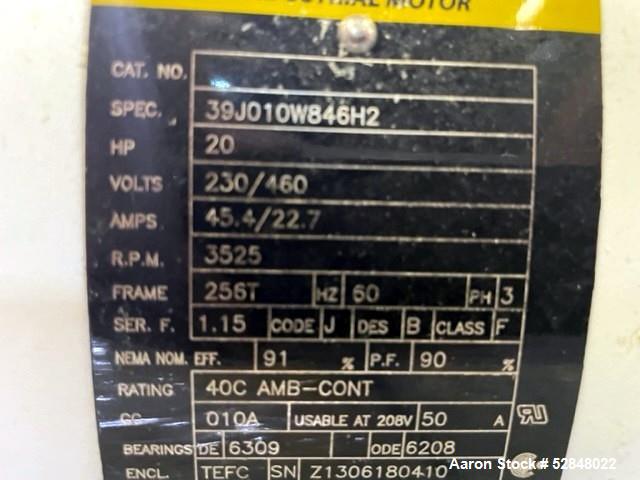 INDUSTRIAL MOTOR
CAT. NO.
SPEC. 39J010W846H2
HP 20
VOLTS 230/460
AMPS 45.4/22.7
R.P.M. 3525
FRAME 256T HZ 60 PH 3
SER. F. 1.15 CODE J DES B CLASS F
NEMA NOM. EFF. 91 % P.F. 90 %
RATING 40C AMB-CONT
CC 010A USABLE AT 208V 50 A
BEARINGS DE 6309 ODE 6208
ENCL. TEFC SN Z1306180410
Aaron Stock # 52848022